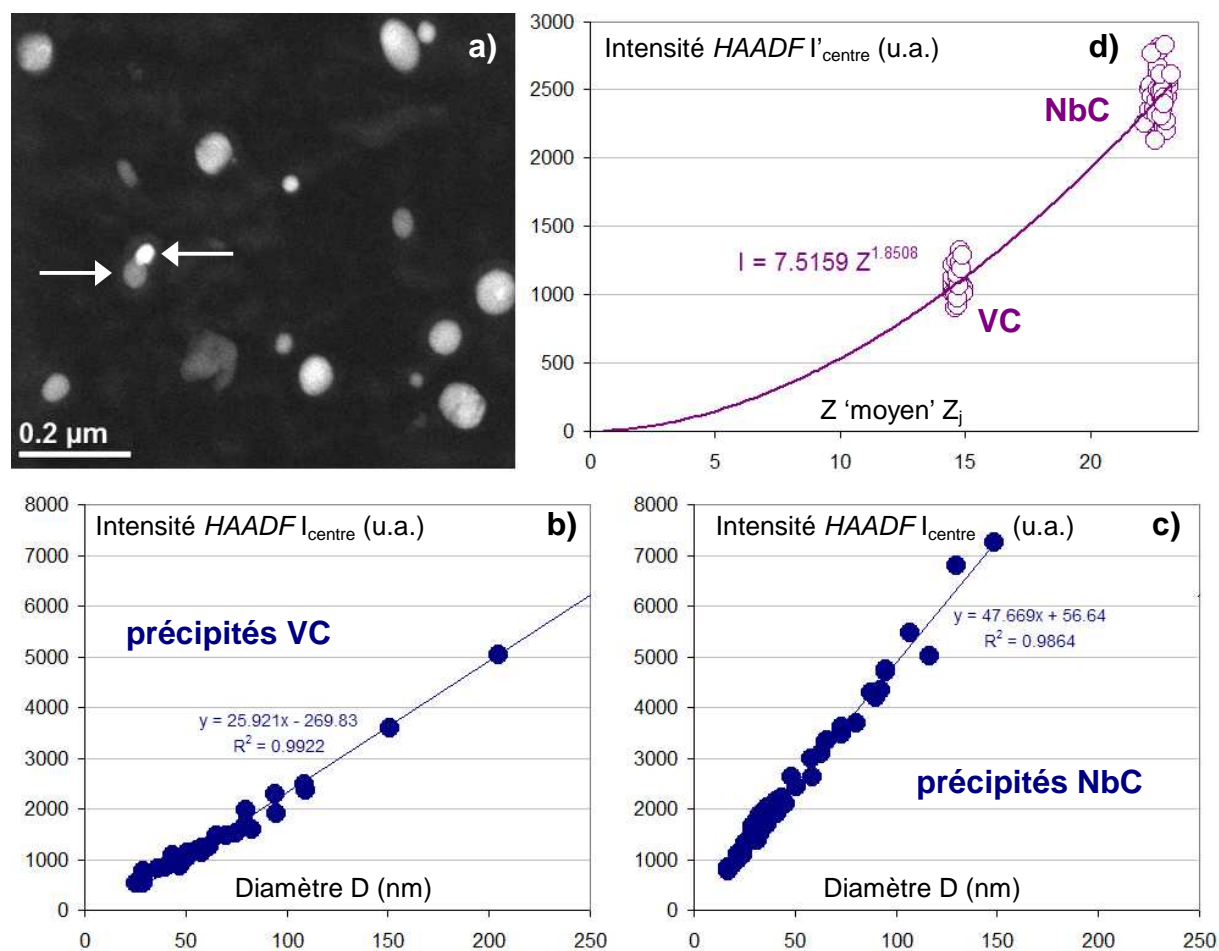 a)
0.2 µm
3000
2500
2000
1500
1000
500
0
Intensité HAADF I'centre (u.a.)
d)
NbC
I = 7.5159 Z^1.8508
VC
Z 'moyen' Zj
0 5 10 15 20
8000
7000
6000
5000
4000
3000
2000
1000
0
Intensité HAADF Icentre (u.a.)
b)
précipités VC
y = 25.921x - 269.83
R² = 0.9922
Diamètre D (nm)
0 50 100 150 200 250
8000
7000
6000
5000
4000
3000
2000
1000
0
Intensité HAADF Icentre (u.a.)
c)
y = 47.669x + 56.64
R² = 0.9864
précipités NbC
Diamètre D (nm)
0 50 100 150 200 250